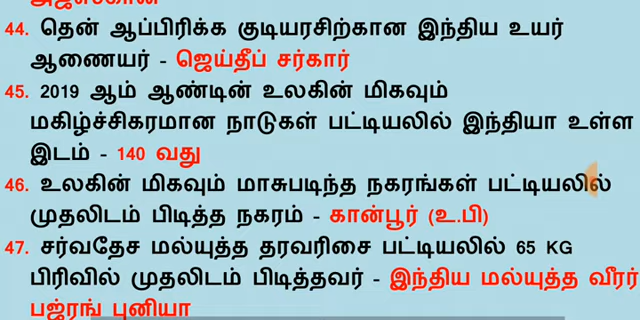 44. தென் ஆப்பிரிக்க குடியரசிற்கான இந்திய உயர்
ஆணையர் - ஜெய்தீப் சர்கார்
45. 2019 ஆம் ஆண்டின் உலகின் மிகவும்
மகிழ்ச்சிகரமான நாடுகள் பட்டியலில் இந்தியா உள்ள
இடம் - 140 வது
46. உலகின் மிகவும் மாசுபடிந்த நகரங்கள் பட்டியலில்
முதலிடம் பிடித்த நகரம் - கான்பூர் (உ.பி)
47. சர்வதேச மல்யுத்த தரவரிசை பட்டியலில் 65 KG
பிரிவில் முதலிடம் பிடித்தவர் - இந்திய மல்யுத்த வீரர்
பஜ்ரங் புனியா